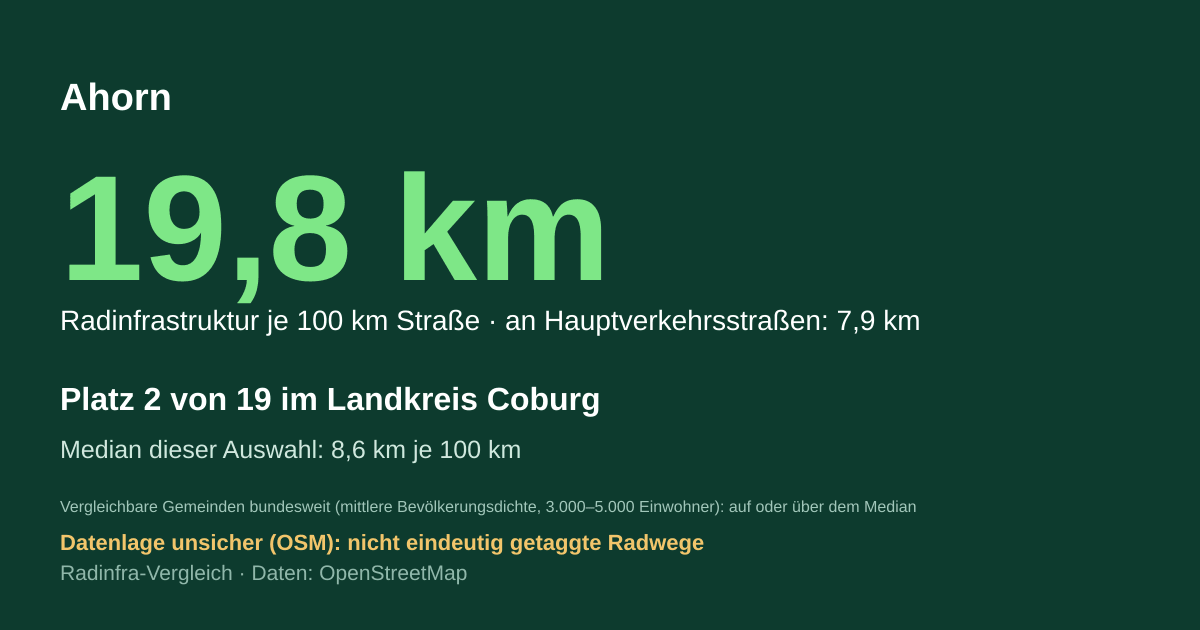 Ahorn
19,8 km
Radinfrastruktur je 100 km Straße · an Hauptverkehrsstraßen: 7,9 km
Platz 2 von 19 im Landkreis Coburg
Median dieser Auswahl: 8,6 km je 100 km
Vergleichbare Gemeinden bundesweit (mittlere Bevölkerungsdichte, 3.000–5.000 Einwohner): auf oder über dem Median
Datenlage unsicher (OSM): nicht eindeutig getaggte Radwege
Radinfra-Vergleich · Daten: OpenStreetMap